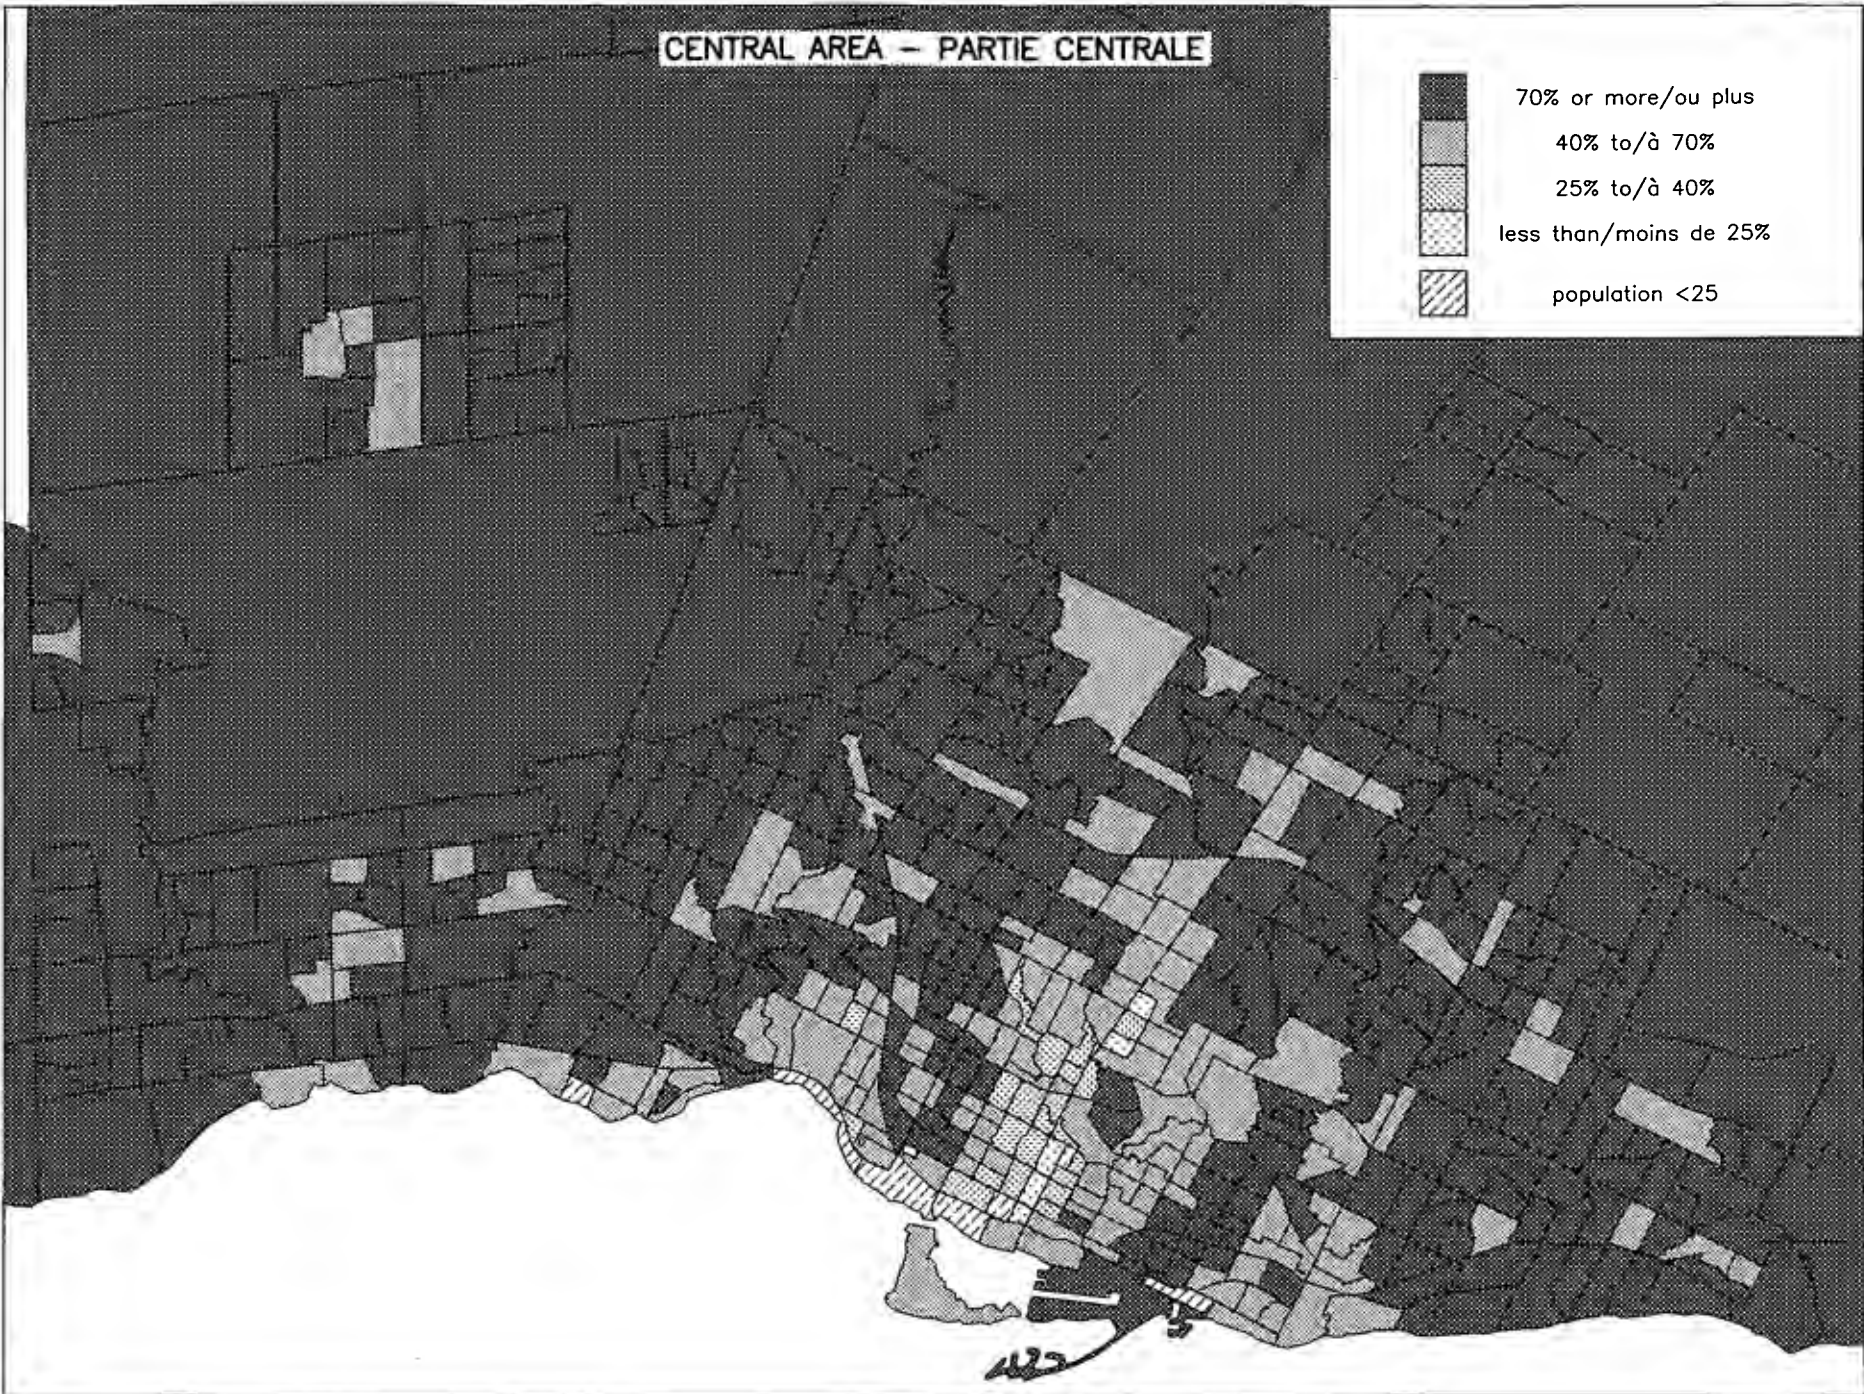 CENTRAL AREA – PARTIE CENTRALE
70% or more/ou plus
40% to/à 70%
25% to/à 40%
less than/moins de 25%
population <25